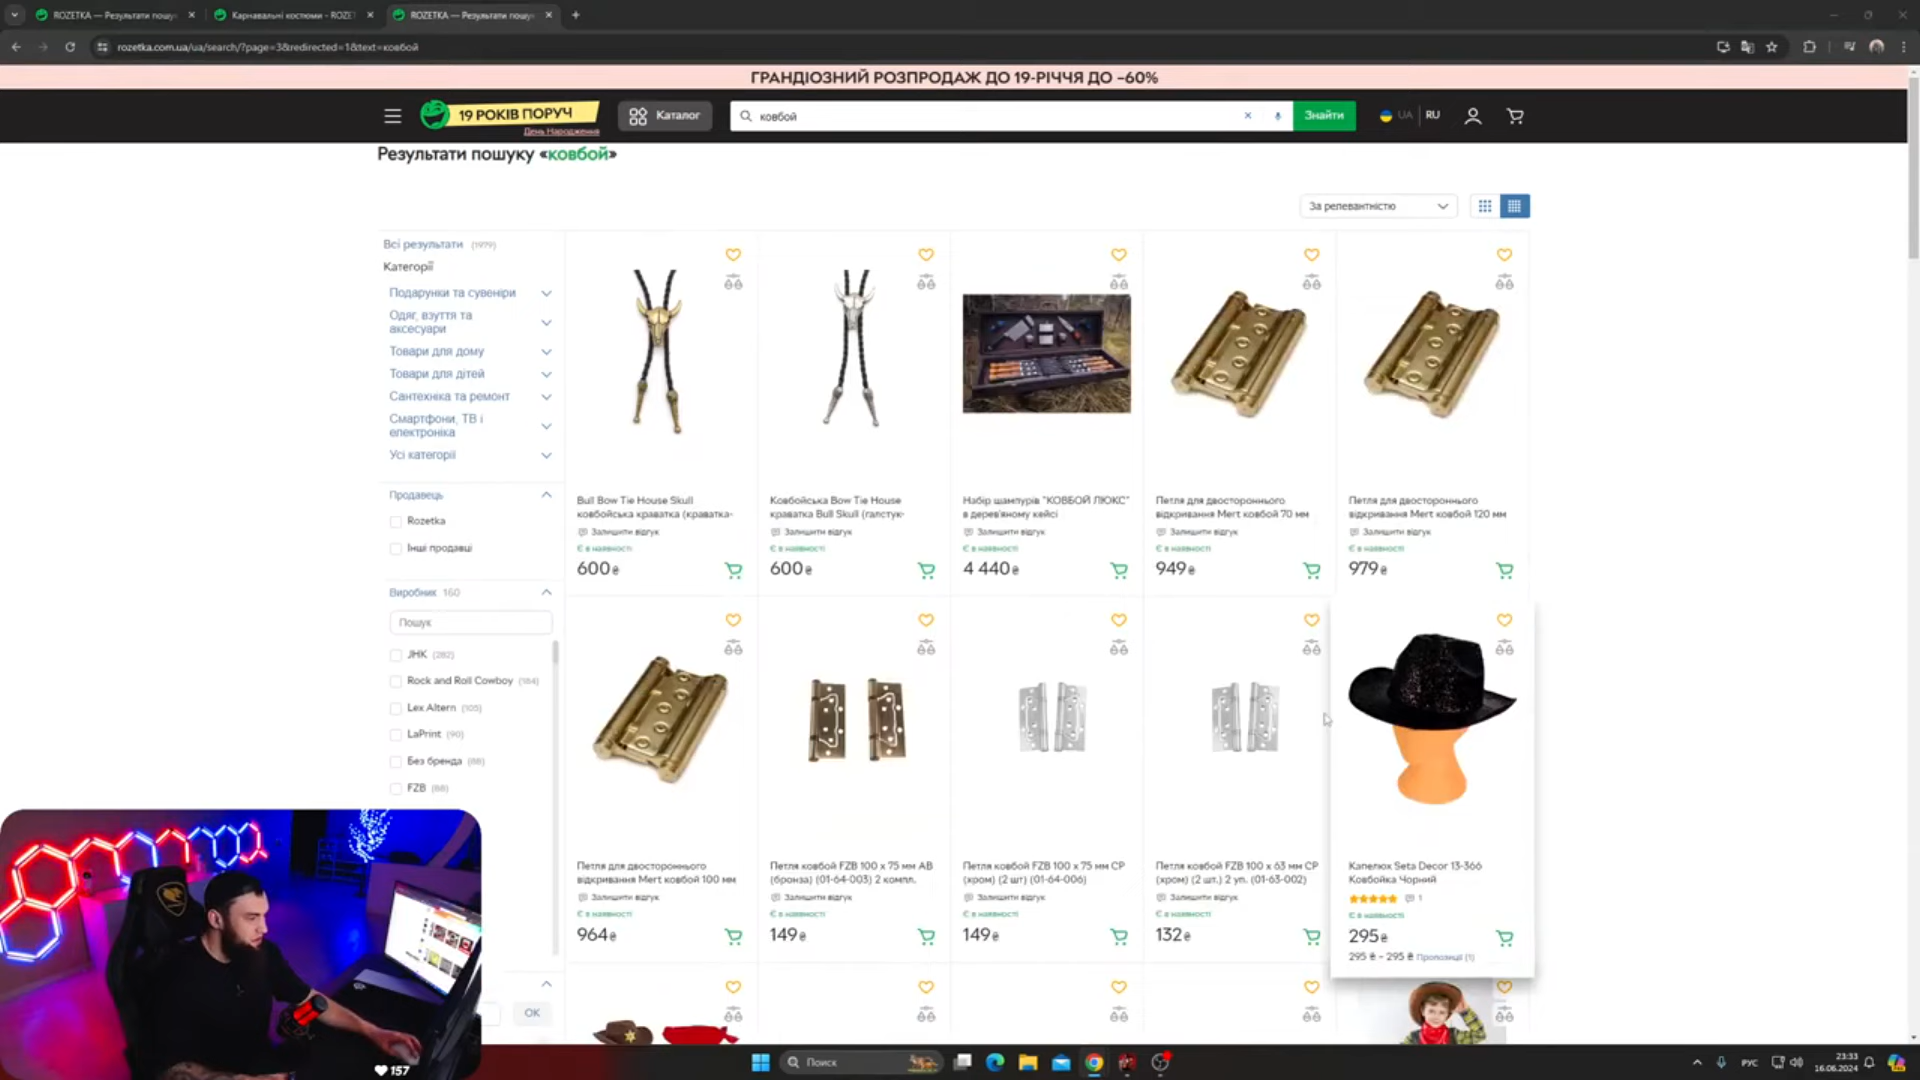 ROZETKA — Результати пошу
Карнавальні костюми - ROZE
ROZETKA — Результати пошу
rozetka.com.ua/ua/search/?page=3&redirected=1&text=ковбой
ГРАНДІОЗНИЙ РОЗПРОДАЖ ДО 19-РІЧЧЯ ДО −60%
19 РОКІВ ПОРУЧ
День Народження
Каталог
ковбой
Знайти
UA
RU
Результати пошуку «ковбой»
За релевантністю
Всі результати (1979)
Категорії
Подарунки та сувеніри
Одяг, взуття та
аксесуари
Товари для дому
Товари для дітей
Сантехніка та ремонт
Смартфони, ТВ і
електроніка
Усі категорії
Продавець
Rozetka
Інші продавці
Виробник 160
Пошук
JHK (282)
Rock and Roll Cowboy (184)
Lex Altern (105)
LaPrint (90)
Без бренда (88)
FZB (88)
OK
Bull Bow Tie House Skull
ковбойська краватка (краватка-
Залишити відгук
Є в наявності
600₴
Ковбойська Bow Tie House
краватка Bull Skull (галстук-
Залишити відгук
Є в наявності
600₴
Набір шампурів "КОВБОЙ ЛЮКС"
в дерев'яному кейсі
Залишити відгук
Є в наявності
4 440₴
Петля для двостороннього
відкривання Mert ковбой 70 мм
Залишити відгук
Є в наявності
949₴
Петля для двостороннього
відкривання Mert ковбой 120 мм
Залишити відгук
Є в наявності
979₴
Петля для двостороннього
відкривання Mert ковбой 100 мм
Залишити відгук
Є в наявності
964₴
Петля ковбой FZB 100 х 75 мм AB
(бронза) (01-64-003) 2 компл.
Залишити відгук
Є в наявності
149₴
Петля ковбой FZB 100 х 75 мм CP
(хром) (2 шт) (01-64-006)
Залишити відгук
Є в наявності
149₴
Петля ковбой FZB 100 х 63 мм CP
(хром) (2 шт.) 2 уп. (01-63-002)
Залишити відгук
Є в наявності
132₴
Капелюх Seta Decor 13-366
Ковбойка Чорний
1
Є в наявності
295₴
295 ₴ – 295 ₴ Пропозиції (1)
157
Поиск
РУС
23:33
16.06.2024